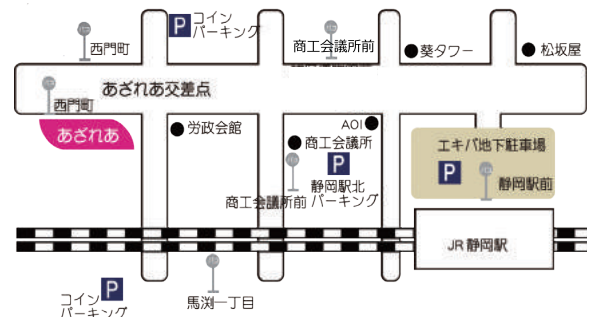 P コイン
パーキング
西門町
商工会議所前
葵タワー
松坂屋
あざれあ交差点
西門町
あざれあ
労政会館
AOI
商工会議所
P
静岡駅北
パーキング
商工会議所前
エキパ地下駐車場
P
静岡駅前
JR静岡駅
馬渕一丁目
P
コイン
パーキング